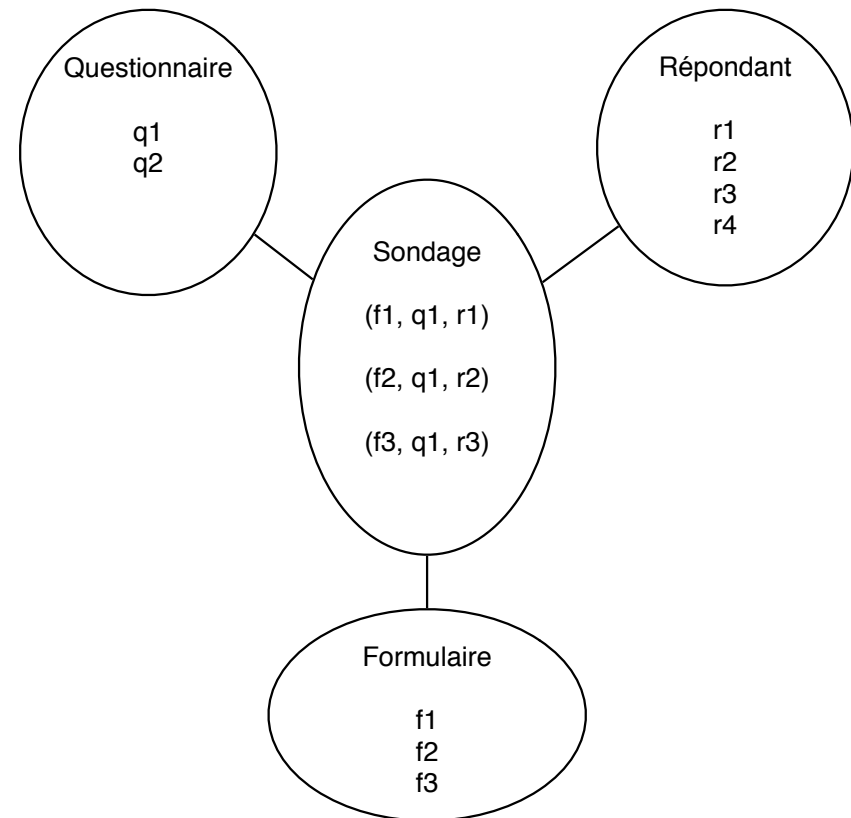 Questionnaire
q1
q2
Répondant
r1
r2
r3
r4
Sondage
(f1, q1, r1)
(f2, q1, r2)
(f3, q1, r3)
Formulaire
f1
f2
f3